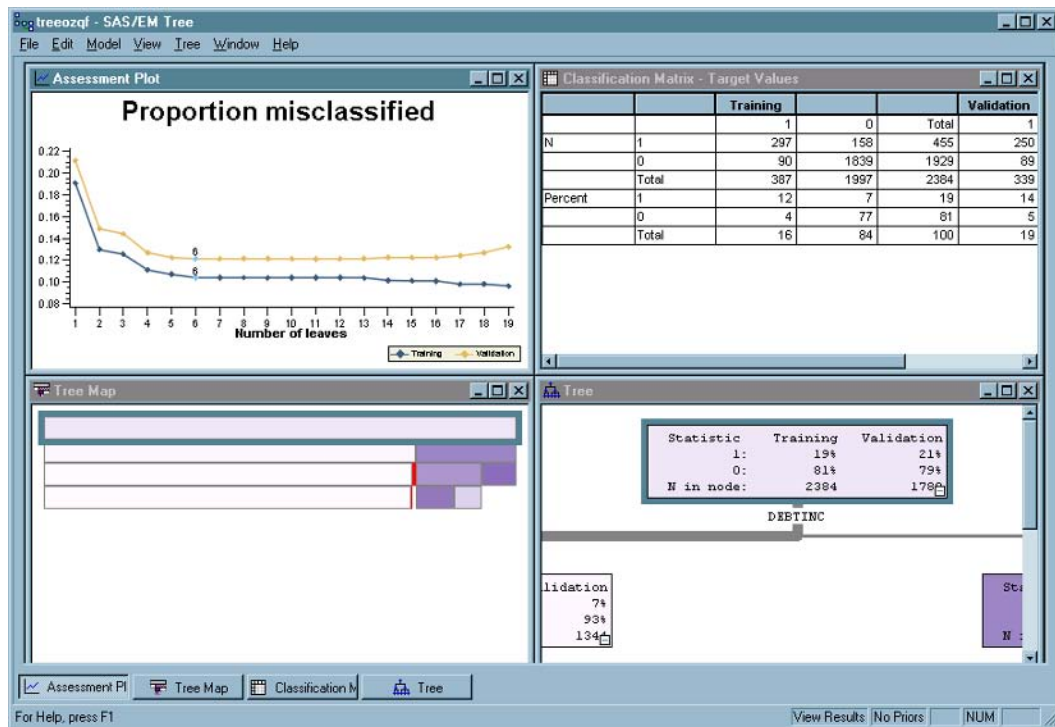 treeozqf - SAS/EM Tree
File Edit Model View Tree Window Help
Assessment Plot
Proportion misclassified
0.22
0.20
0.18
0.16
0.14
0.12
0.10
0.08
6
6
1 2 3 4 5 6 7 8 9 10 11 12 13 14 15 16 17 18 19
Number of leaves
Training Validation
Classification Matrix - Target Values
Training Validation
1 0 Total 1
N 1 297 158 455 250
0 90 1839 1929 89
Total 387 1997 2384 339
Percent 1 12 7 19 14
0 4 77 81 5
Total 16 84 100 19
Tree Map
Tree
Statistic Training Validation
1: 19% 21%
0: 81% 79%
N in node: 2384 178
DEBTINC
lidation
7%
93%
134
Sta
N :
Assessment Pl Tree Map Classification M Tree
For Help, press F1 View Results No Priors NUM